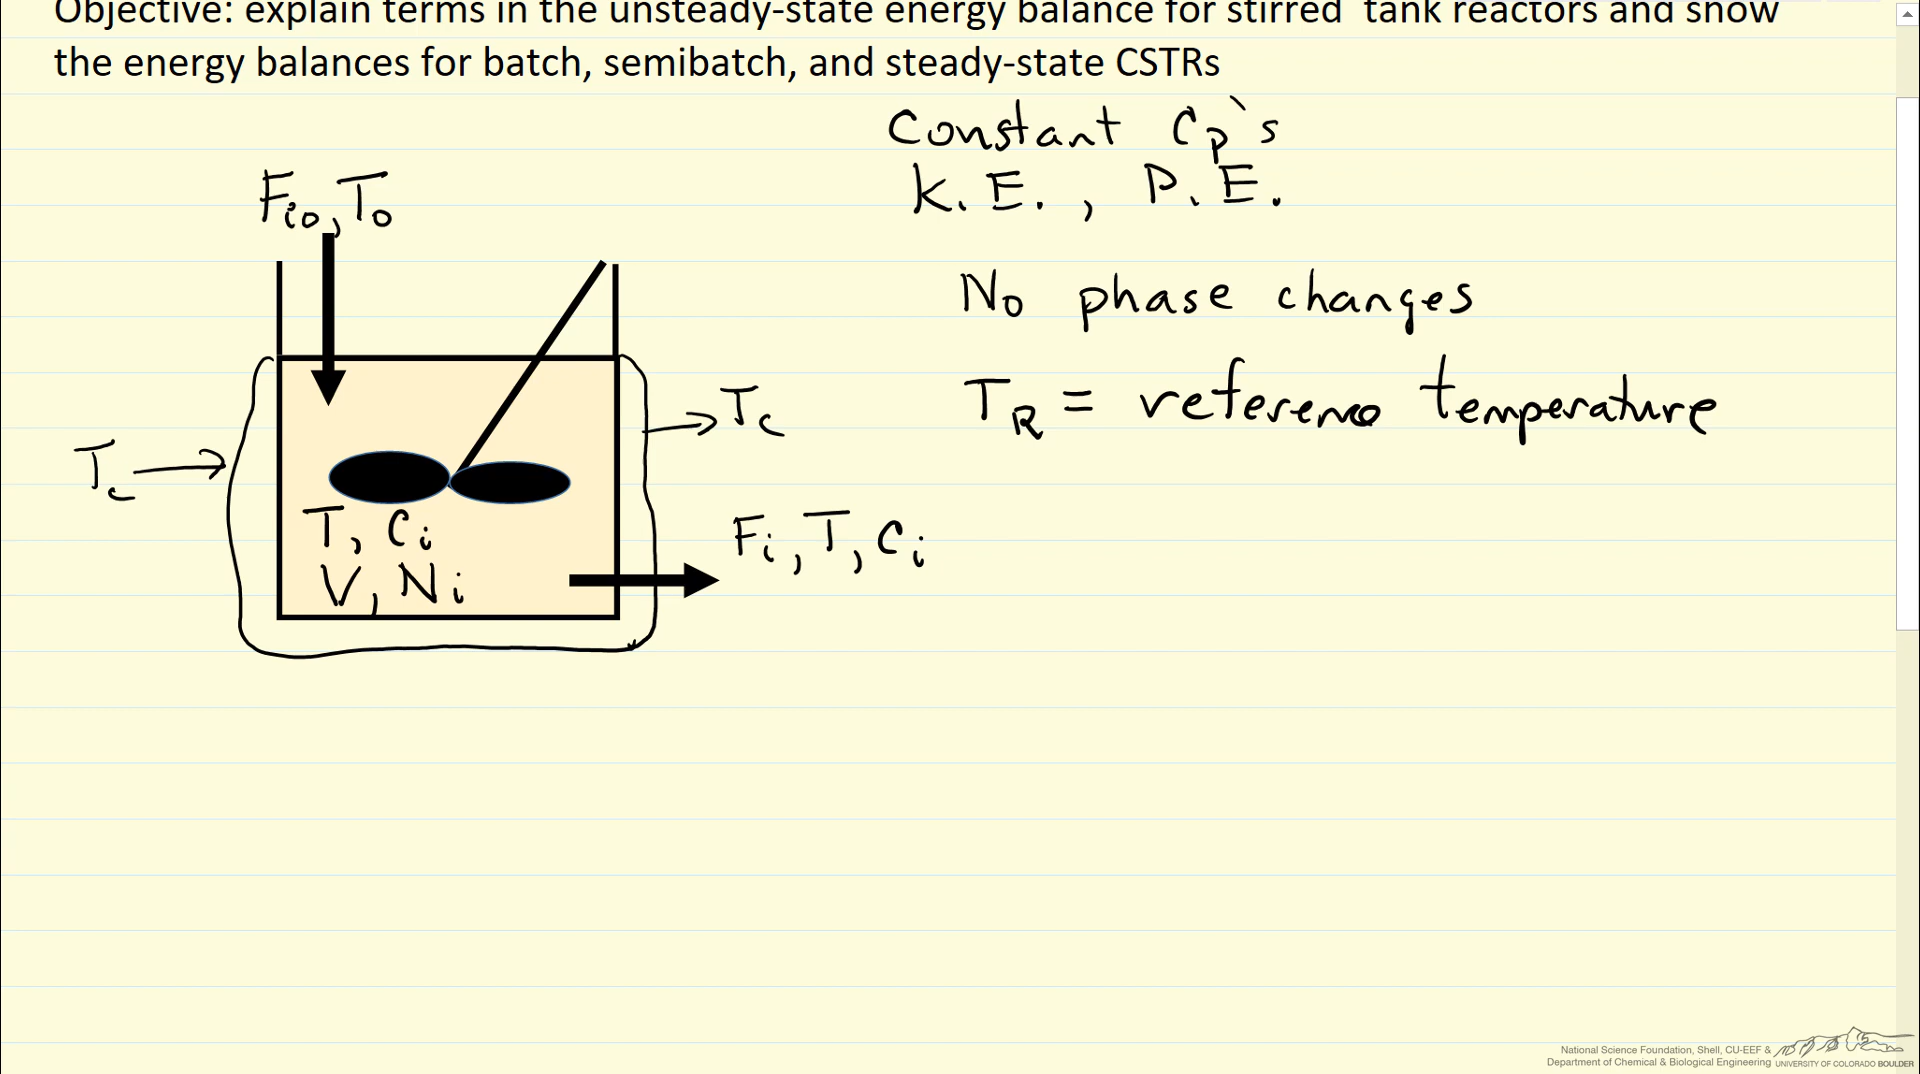 Objective: explain terms in the unsteady-state energy balance for stirred tank reactors and show
the energy balances for batch, semibatch, and steady-state CSTRs
Constant Cp's
K.E., P.E.
Fio, To
No phase changes
TR = reference temperature
Tc
Tc
T, Ci
V, Ni
Fi, T, Ci
National Science Foundation, Shell, CU-EEF &
Department of Chemical & Biological Engineering UNIVERSITY OF COLORADO BOULDER